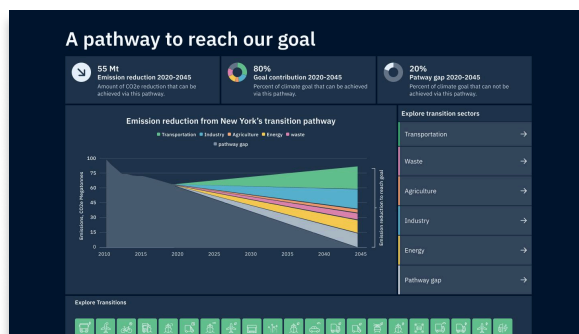 A pathway to reach our goal
55 Mt
Emission reduction 2020-2045
Amount of CO2e reduction that can be
achieved via this pathway.
80%
Goal contribution 2020-2045
Percent of climate goal that can be achieved
via this pathway.
20%
Patway gap 2020-2045
Percent of climate goal that can not be
achieved via this pathway.
Emission reduction from New York's transition pathway
Transportation Industry Agriculture Energy waste
pathway gap
Emissions, CO2e Megatonnes
100
75
60
45
30
15
0
2010 2015 2020 2025 2030 2035 2040 2045
Emission reduction to reach goal
Explore transition sectors
Transportation
Waste
Agriculture
Industry
Energy
Pathway gap
Explore Transitions